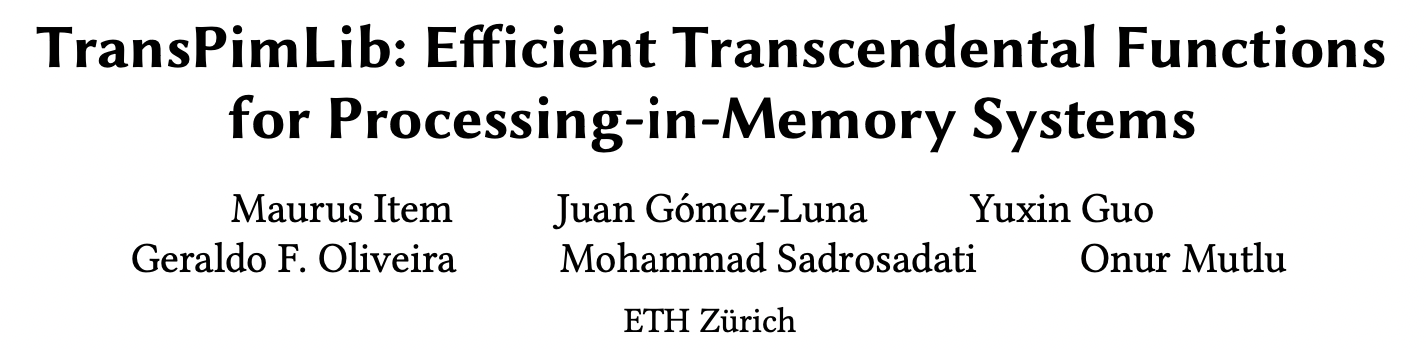 TransPimLib: Efficient Transcendental Functions
for Processing-in-Memory Systems
Maurus Item Juan Gómez-Luna Yuxin Guo
Geraldo F. Oliveira Mohammad Sadrosadati Onur Mutlu
ETH Zürich